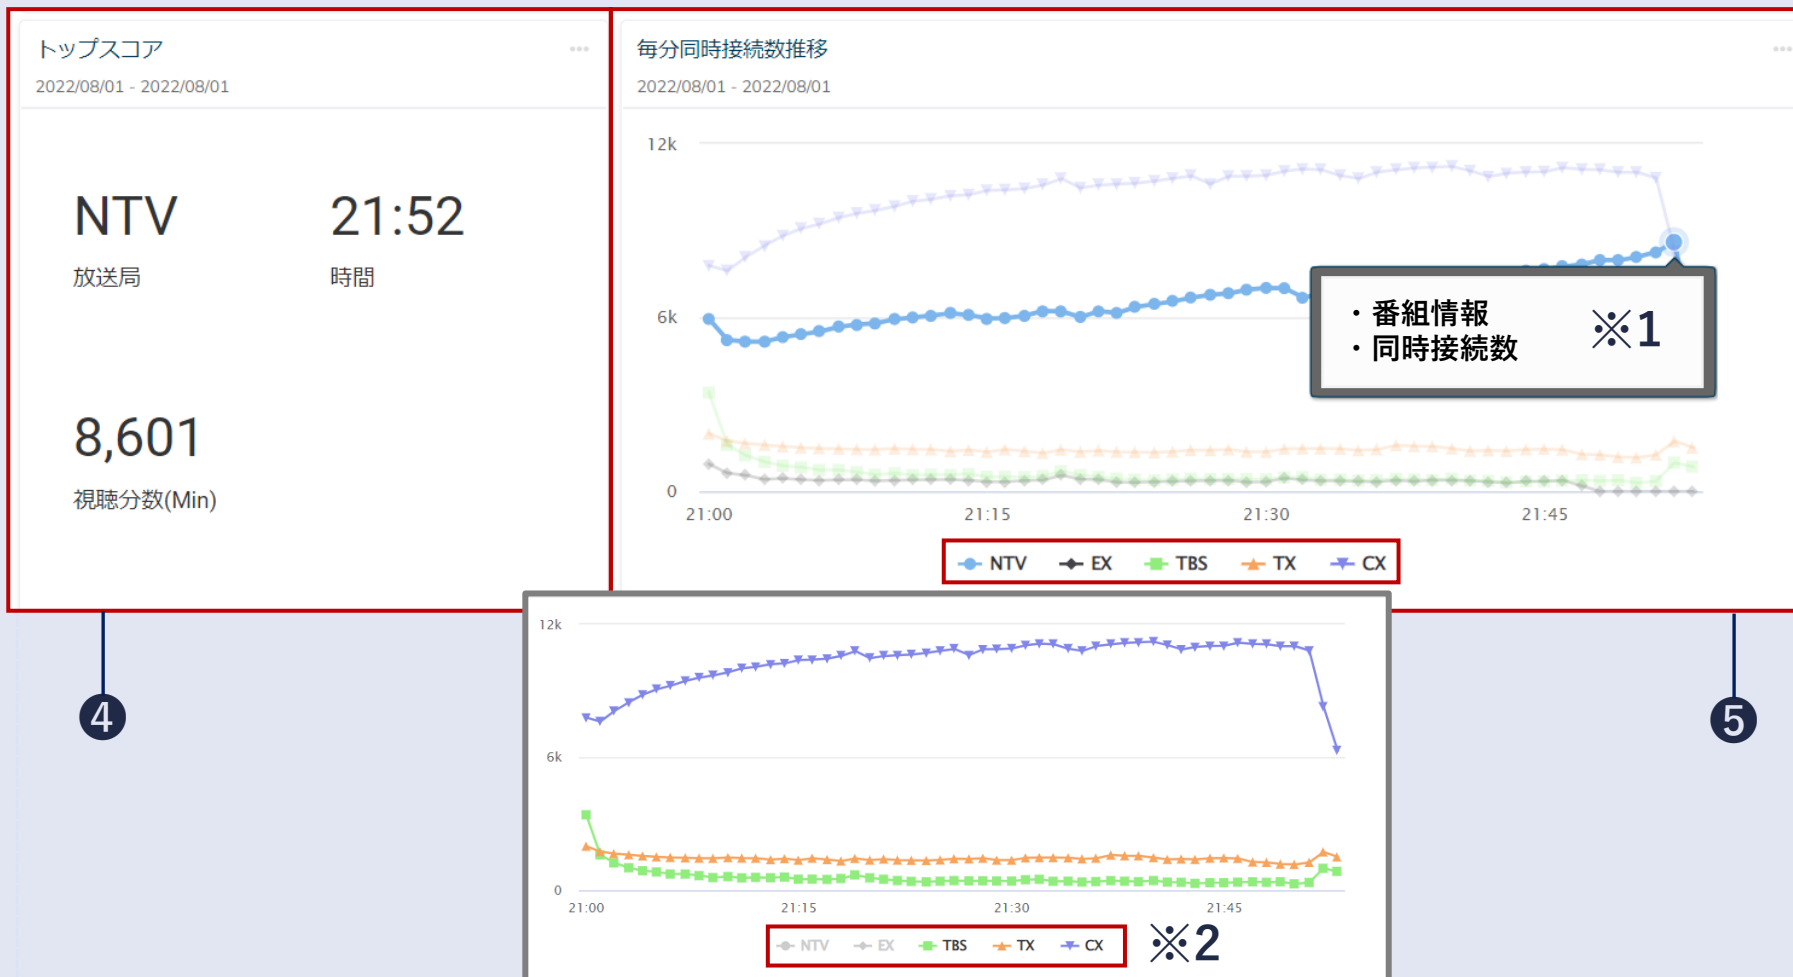 トップスコア
2022/08/01 - 2022/08/01
NTV
放送局
21:52
時間
8,601
視聴分数(Min)
毎分同時接続数推移
2022/08/01 - 2022/08/01
12k
6k
0
21:00
21:15
21:30
21:45
・番組情報
・同時接続数
※1
NTV
EX
TBS
TX
CX
12k
6k
0
21:00
21:15
21:30
21:45
NTV
EX
TBS
TX
CX
※2
4
5